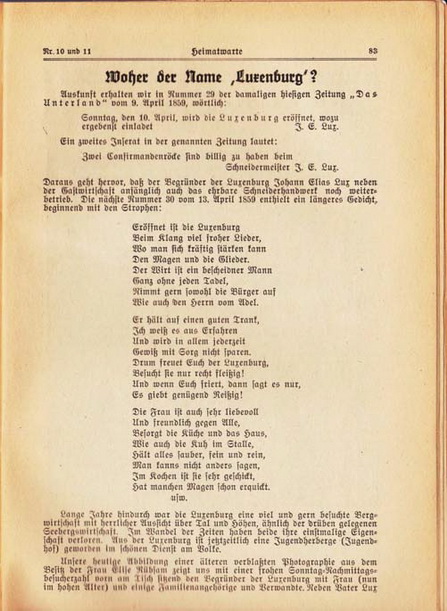 Nr. 10 und 11 Heimatwarte 83
Woher der Name ‚Luxenburg‘?
Auskunft erhalten wir in Nummer 29 der damaligen hiesigen Zeitung „Das
Unterland“ vom 9. April 1859, wörtlich:
Sonntag, den 10. April, wird die Luxenburg eröffnet, wozu
ergebenst einladet J. E. Lux.
Ein zweites Inserat in der genannten Zeitung lautet:
Zwei Confirmandenröcke sind billig zu haben beim
Schneidermeister J. E. Lux.
Daraus geht hervor, daß der Begründer der Luxenburg Johann Elias Lux neben
der Gastwirtschaft anfänglich auch das ehrbare Schneiderhandwerk noch weiter-
betrieb. Die nächste Nummer 30 vom 13. April 1859 enthielt ein längeres Gedicht,
beginnend mit den Strophen:
Eröffnet ist die Luxenburg
Beim Klang viel froher Lieder,
Wo man sich kräftig stärken kann
Den Magen und die Glieder.
Der Wirt ist ein bescheidner Mann
Ganz ohne jeden Tadel,
Nimmt gern sowohl die Bürger auf
Wie auch den Herrn vom Adel.
Er hält auf einen guten Trank,
Ich weiß es aus Erfahren
Und wird in allem jederzeit
Gewiß mit Sorg nicht sparen.
Drum freuet Euch der Luxenburg,
Besucht sie nur recht fleißig!
Und wenn Euch friert, dann sagt es nur,
Es giebt genügend Reißig!
Die Frau ist auch sehr liebevoll
Und freundlich gegen Alle,
Besorgt die Küche und das Haus,
Wie auch die Kuh im Stalle,
Hält alles sauber, fein und rein,
Man kanns nicht anders sagen,
Im Kochen ist sie sehr geschickt,
Hat manchen Magen schon erquickt.
usw.
Lange Jahre hindurch war die Luxenburg eine viel und gern besuchte Berg-
wirtschaft mit herrlicher Aussicht über Tal und Höhen, ähnlich der drüben gelegenen
Seebergswirtschaft. Im Wandel der Zeiten haben beide ihre einstmalige Eigen-
schaft verloren. Aus der Luxenburg ist jetztzeitlich eine Jugendherberge (Jugend-
hof) geworden im schönen Dienst am Volke.
Unsere heutige Abbildung einer älteren verblaßten Photographie aus dem
Besitz der Frau Elise Mühlam zeigt uns mit einer frohen Sonntag-Nachmittags-
besucherzahl vorn am Tisch sitzend den Begründer der Luxenburg mit Frau (nun
im hohen Alter) und einige Familienangehörige und Verwandte. Neben Vater Lux